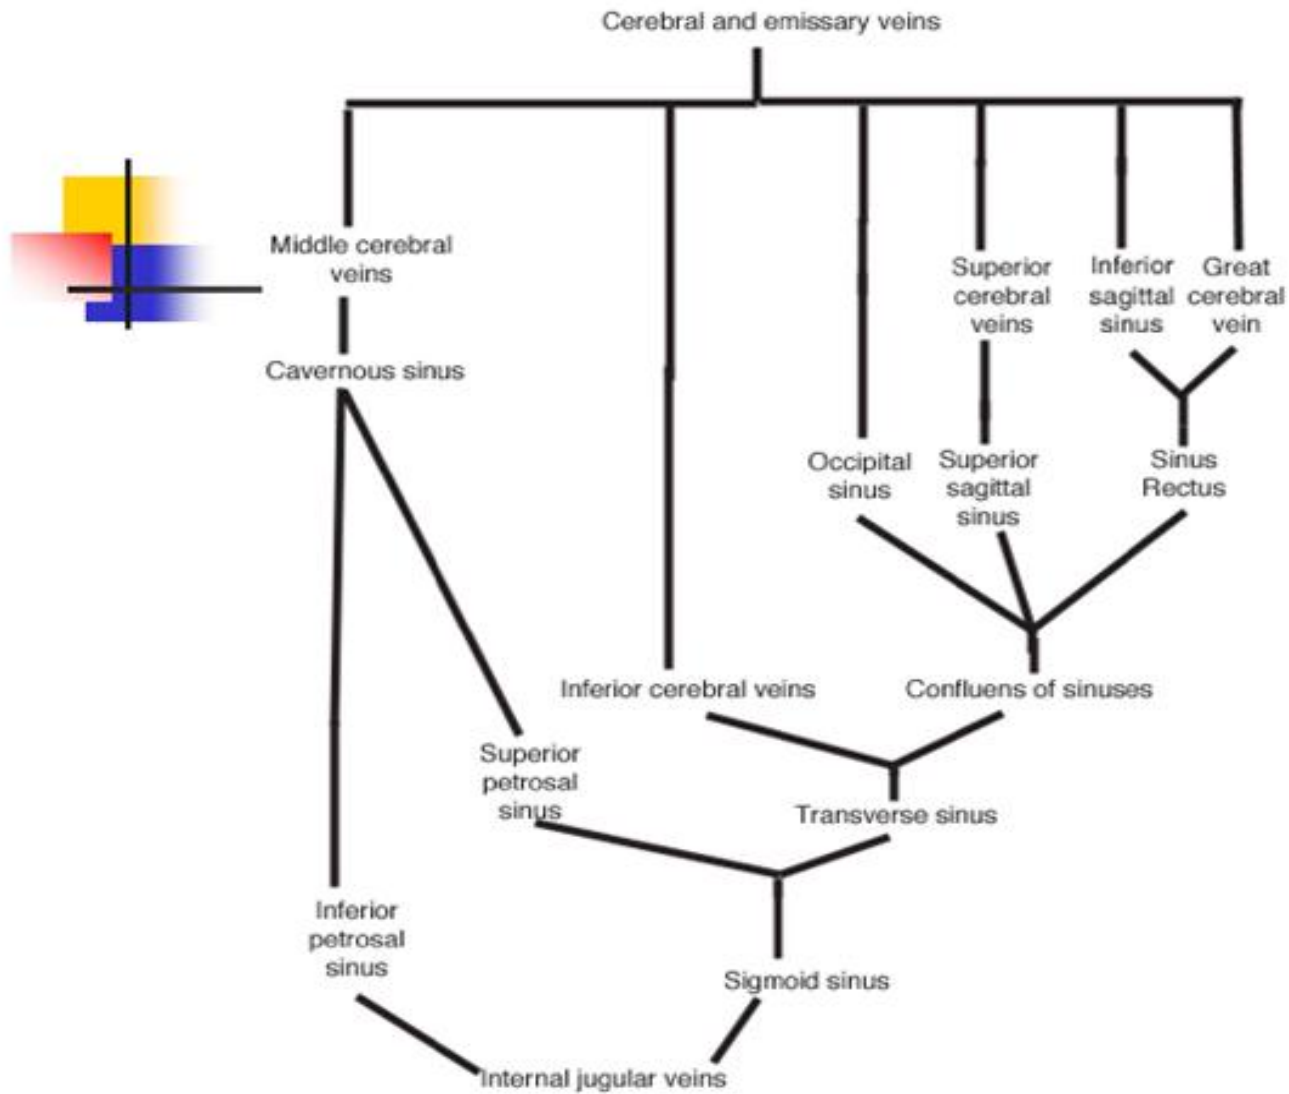 Cerebral and emissary veins
Middle cerebral
veins
Cavernous sinus
Superior
cerebral
veins
Inferior
sagittal
sinus
Great
cerebral
vein
Occipital
sinus
Superior
sagittal
sinus
Sinus
Rectus
Inferior cerebral veins
Confluens of sinuses
Superior
petrosal
sinus
Transverse sinus
Inferior
petrosal
sinus
Sigmoid sinus
Internal jugular veins